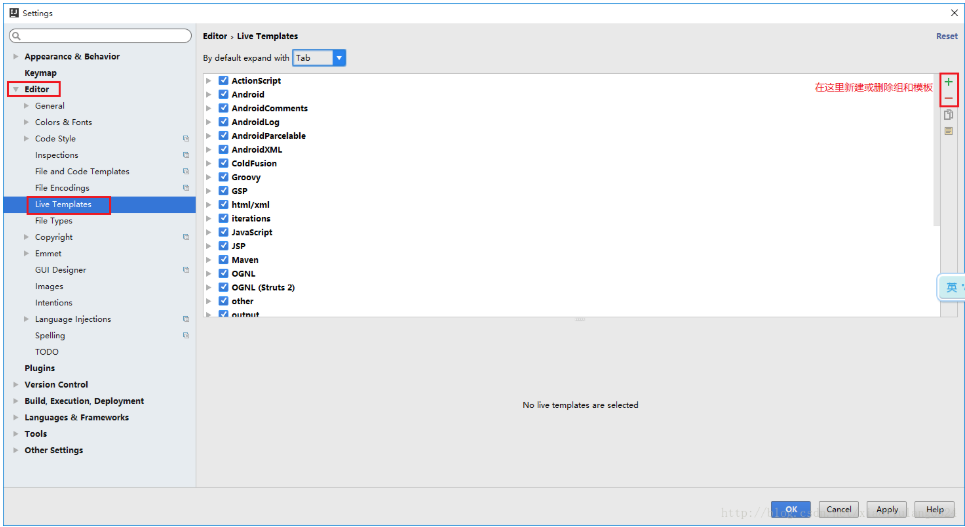 Settings
Editor › Live Templates
Reset
By default expand with Tab
Appearance & Behavior
Keymap
Editor
General
Colors & Fonts
Code Style
Inspections
File and Code Templates
File Encodings
Live Templates
File Types
Copyright
Emmet
GUI Designer
Images
Intentions
Language Injections
Spelling
TODO
Plugins
Version Control
Build, Execution, Deployment
Languages & Frameworks
Tools
Other Settings
ActionScript
Android
AndroidComments
AndroidLog
AndroidParcelable
AndroidXML
ColdFusion
Groovy
GSP
html/xml
iterations
JavaScript
JSP
Maven
OGNL
OGNL (Struts 2)
other
output
在这里新建或删除组和模板
英
No live templates are selected
OK
Cancel
Apply
Help